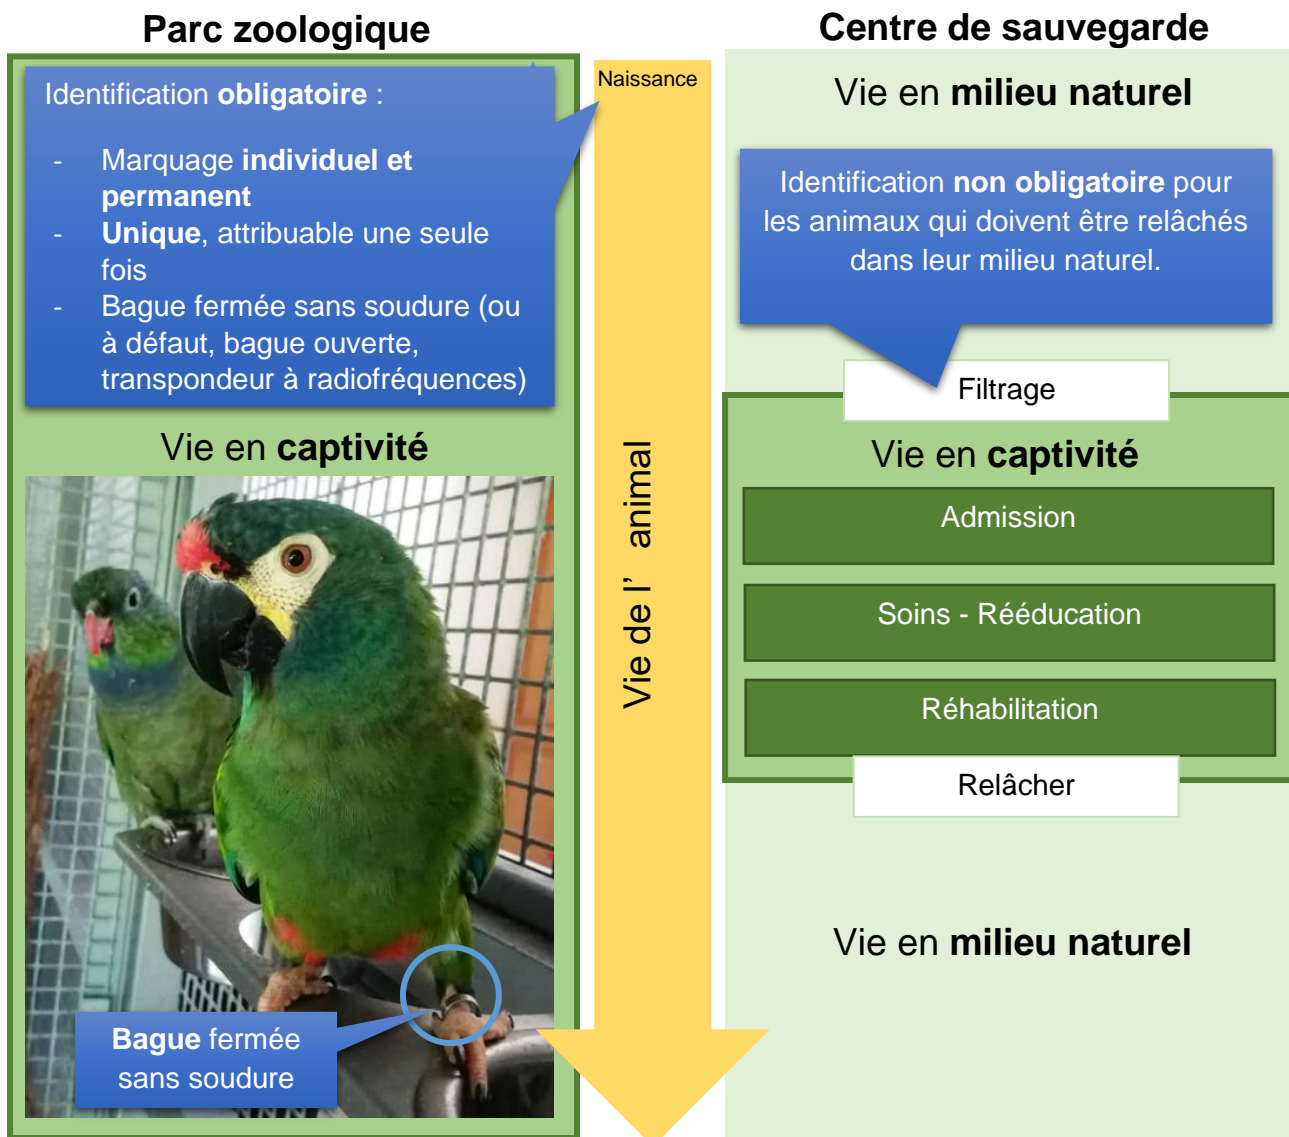 Parc zoologique
Identification obligatoire :
- Marquage individuel et
permanent
- Unique, attribuable une seule
fois
- Bague fermée sans soudure (ou
à défaut, bague ouverte,
transpondeur à radiofréquences)
Vie en captivité
Bague fermée
sans soudure
Naissance
Vie de l' animal
Centre de sauvegarde
Vie en milieu naturel
Identification non obligatoire pour
les animaux qui doivent être relâchés
dans leur milieu naturel.
Filtrage
Vie en captivité
Admission
Soins - Rééducation
Réhabilitation
Relâcher
Vie en milieu naturel